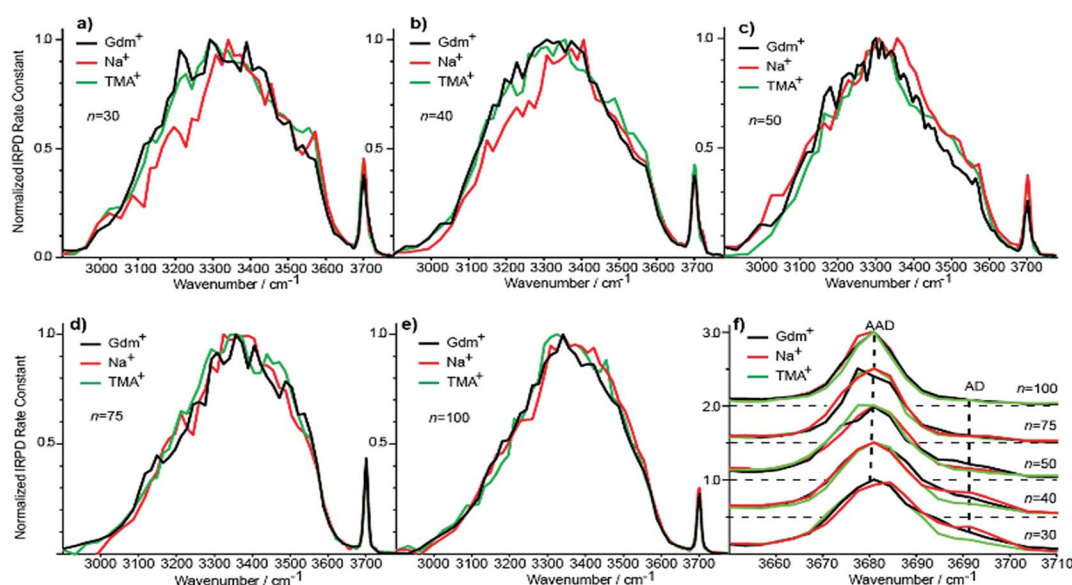 a)
Gdm+
Na+
TMA+
n=30
1.0
0.5
0.0
Normalized IRPD Rate Constant
3000 3100 3200 3300 3400 3500 3600 3700
Wavenumber / cm-1
b)
Gdm+
Na+
TMA+
n=40
1.0
0.5
3000 3100 3200 3300 3400 3500 3600 3700
Wavenumber / cm-1
c)
Gdm+
Na+
TMA+
n=50
1.0
0.5
3000 3100 3200 3300 3400 3500 3600 3700
Wavenumber / cm-1
d)
Gdm+
Na+
TMA+
n=75
1.0
0.5
Normalized IRPD Rate Constant
3000 3100 3200 3300 3400 3500 3600 3700
Wavenumber / cm-1
e)
Gdm+
Na+
TMA+
n=100
1.0
0.5
3000 3100 3200 3300 3400 3500 3600 3700
Wavenumber / cm-1
f)
Gdm+
Na+
TMA+
AAD
AD
3.0
2.0
1.0
n=100
n=75
n=50
n=40
n=30
3660 3670 3680 3690 3700 3710
Wavenumber / cm-1